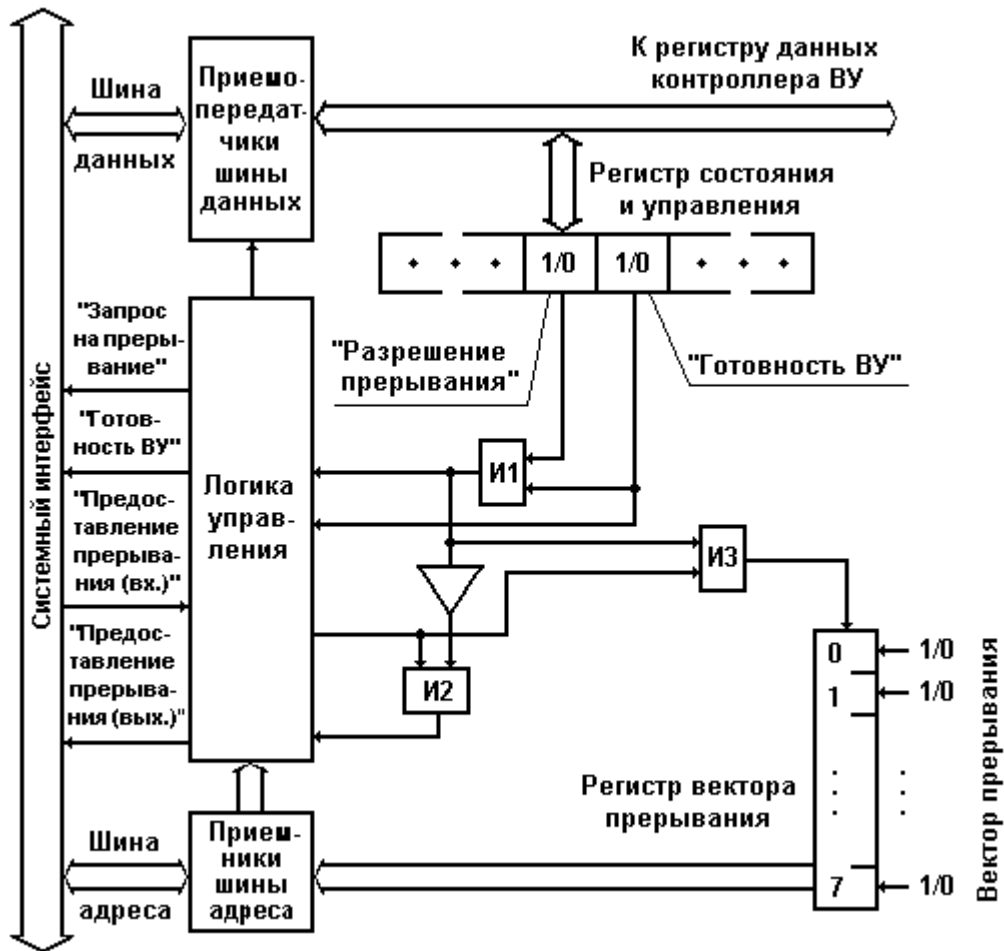 К регистру данных
контроллера ВУ
Шина
данных
Приемо-
передат-
чики
шины
данных
Регистр состояния
и управления
1/0
1/0
"Запрос
на преры-
вание"
"Разрешение
прерывания"
"Готовность ВУ"
"Готов-
ность ВУ"
Системный интерфейс
Логика
управ-
ления
И1
"Предос-
тавление
прерыва-
ния (вх.)"
И3
"Предос-
тавление
прерыва-
ния (вых.)"
И2
0
1/0
1
1/0
Вектор прерывания
Регистр вектора
прерывания
7
1/0
Шина
адреса
Прием-
ники
шины
адреса